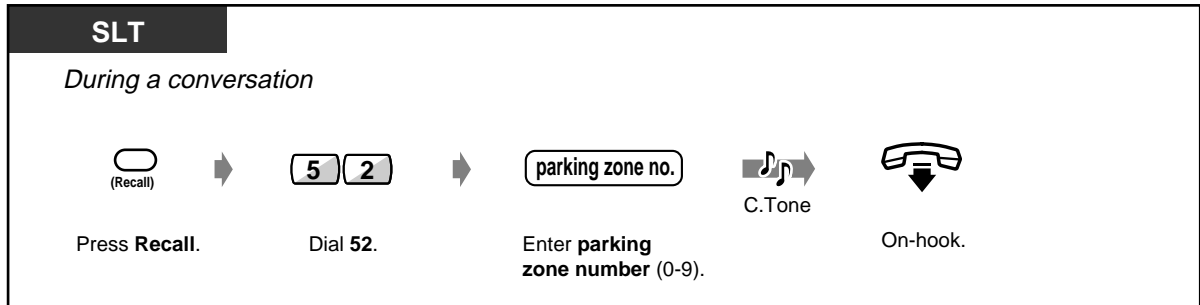 SLT
During a conversation
(Recall)
5 2
parking zone no.
C.Tone
Press Recall.
Dial 52.
Enter parking
zone number (0-9).
On-hook.